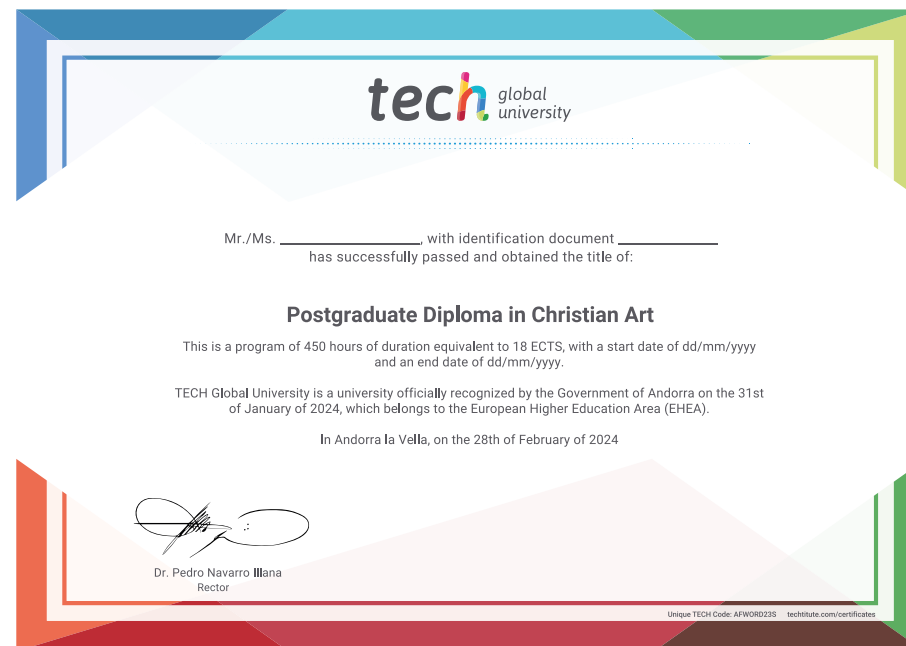 tech global
university
Mr./Ms. ____________, with identification document ____________
has successfully passed and obtained the title of:
Postgraduate Diploma in Christian Art
This is a program of 450 hours of duration equivalent to 18 ECTS, with a start date of dd/mm/yyyy
and an end date of dd/mm/yyyy.
TECH Global University is a university officially recognized by the Government of Andorra on the 31st
of January of 2024, which belongs to the European Higher Education Area (EHEA).
In Andorra la Vella, on the 28th of February of 2024
Dr. Pedro Navarro Illana
Rector
Unique TECH Code: AFWORD23S techtitute.com/certificates